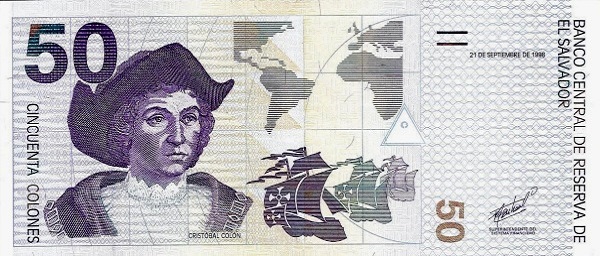 50
CINCUENTA COLONES
CRISTOBAL COLON
21 DE SEPTIEMBRE DE 1998
BANCO CENTRAL DE RESERVA DE
EL SALVADOR
50
SUPERINTENDENTE DEL
SISTEMA FINANCIERO